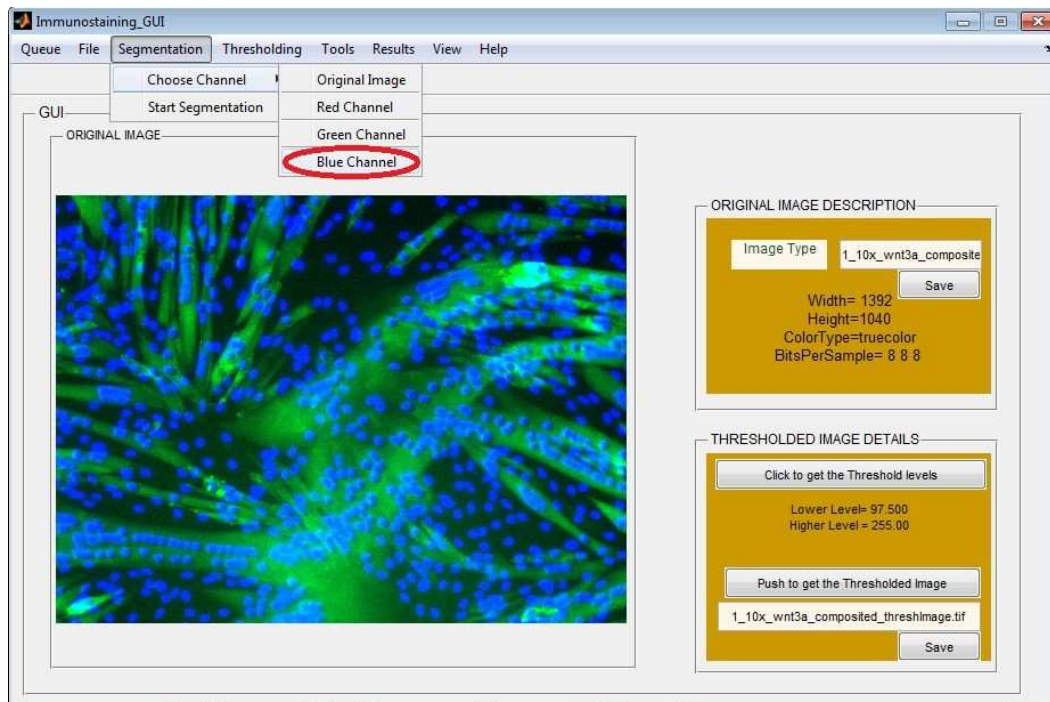 Immunostaining_GUI
Queue File Segmentation Thresholding Tools Results View Help
Choose Channel
Start Segmentation
Original Image
Red Channel
Green Channel
Blue Channel
GUI
ORIGINAL IMAGE
ORIGINAL IMAGE DESCRIPTION
Image Type 1_10x_wnt3a_composite
Save
Width= 1392
Height=1040
ColorType=truecolor
BitsPerSample= 8 8 8
THRESHOLDED IMAGE DETAILS
Click to get the Threshold levels
Lower Level= 97.500
Higher Level = 255.00
Push to get the Thresholded Image
1_10x_wnt3a_composited_threshImage.tif
Save